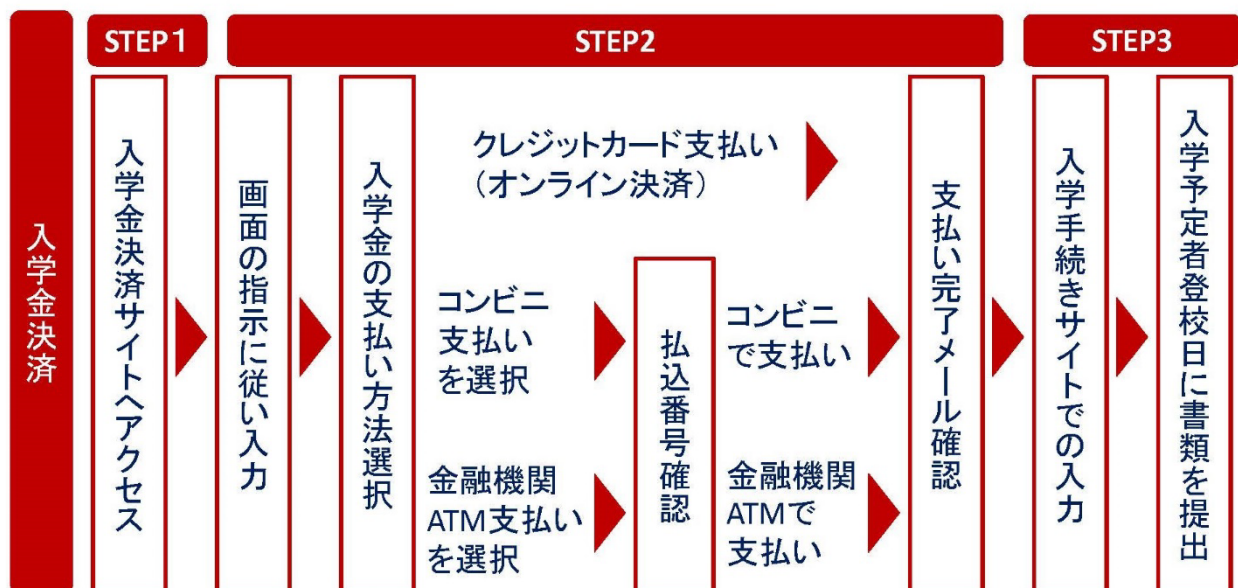 入学金決済
STEP1
STEP2
STEP3
入学金決済サイトへアクセス
画面の指示に従い入力
入学金の支払い方法選択
クレジットカード支払い
（オンライン決済）
コンビニ
支払い
を選択
金融機関
ATM支払い
を選択
払込番号確認
コンビニ
で支払い
金融機関
ATMで
支払い
支払い完了メール確認
入学手続きサイトでの入力
入学予定者登校日に書類を提出